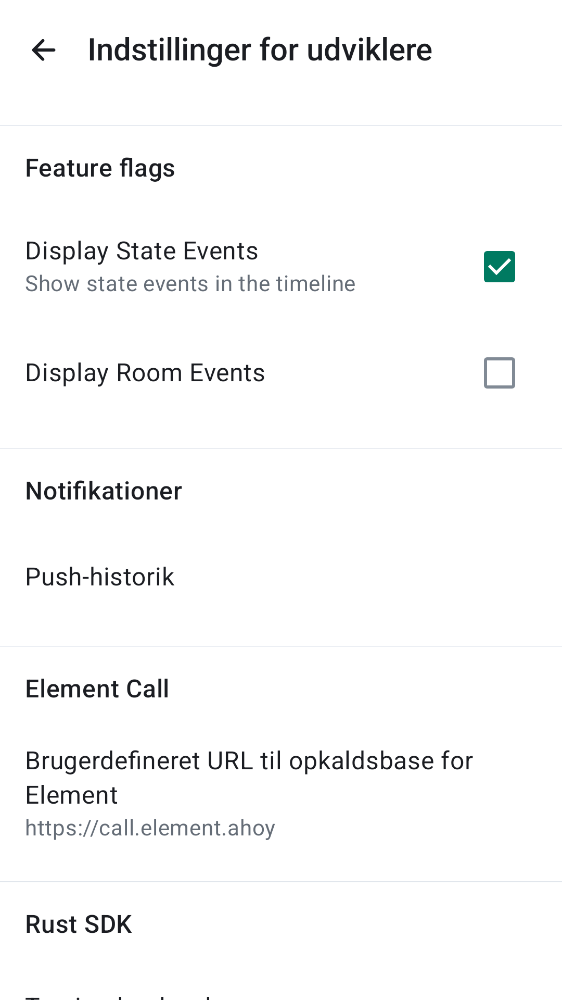 Indstillinger for udviklere
Feature flags
Display State Events
Show state events in the timeline
Display Room Events
Notifikationer
Push-historik
Element Call
Brugerdefineret URL til opkaldsbase for
Element
https://call.element.ahoy
Rust SDK